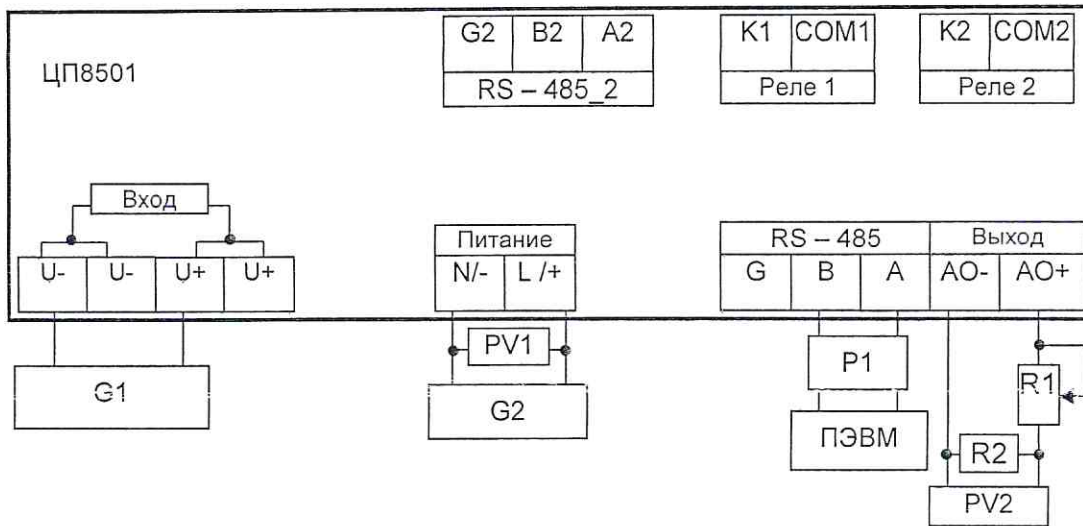 ЦП8501
G2 B2 A2
RS – 485_2
K1 COM1
Реле 1
K2 COM2
Реле 2
Вход
U- U- U+ U+
Питание
N/- L /+
RS – 485 Выход
G B A AO- AO+
G1
PV1
G2
P1
ПЭВМ
R1
R2
PV2